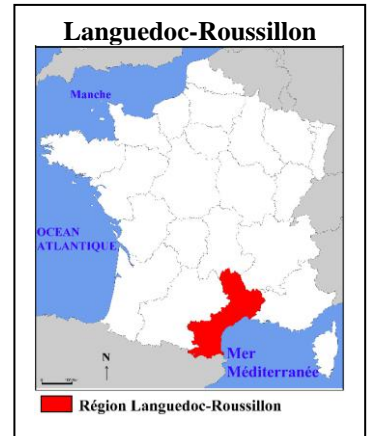 Languedoc-Roussillon
Manche
OCEAN
ATLANTIQUE
N
Mer
Méditerranée
Région Languedoc-Roussillon